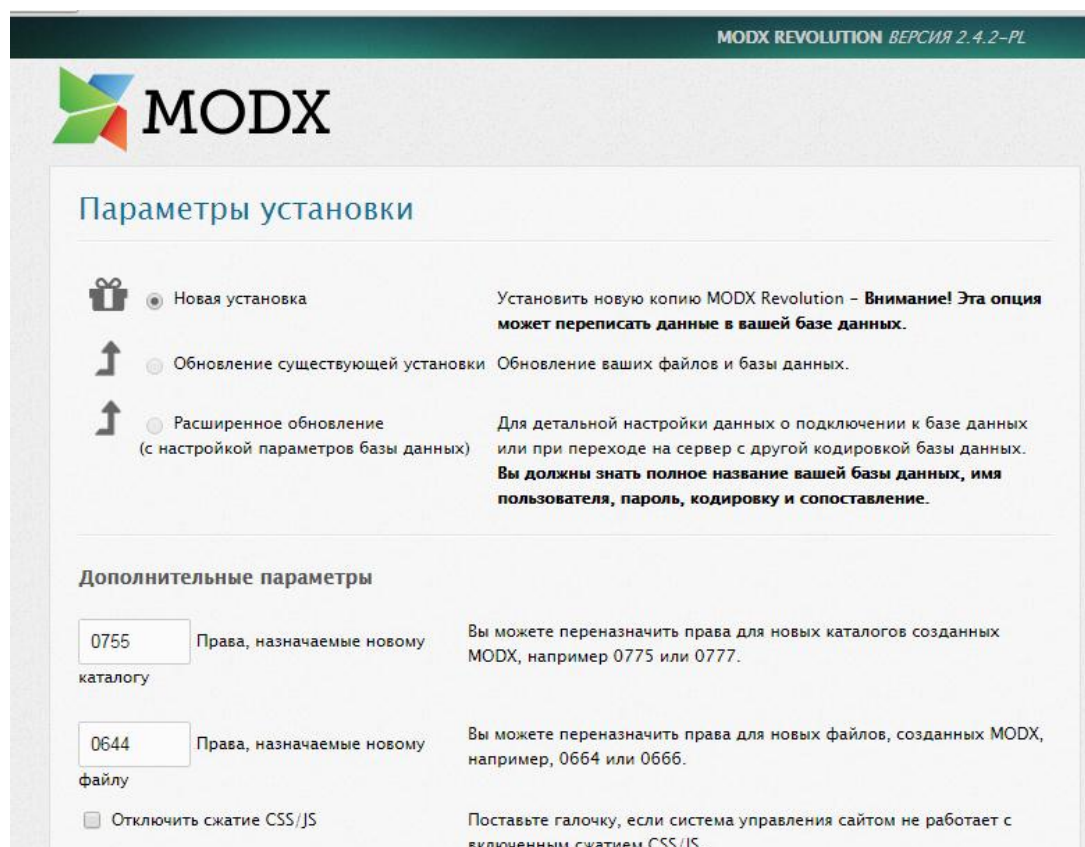 MODX REVOLUTION ВЕРСИЯ 2.4.2-PL
MODX
Параметры установки
Новая установка
Установить новую копию MODX Revolution – Внимание! Эта опция
может переписать данные в вашей базе данных.
Обновление существующей установки
Обновление ваших файлов и базы данных.
Расширенное обновление
(с настройкой параметров базы данных)
Для детальной настройки данных о подключении к базе данных
или при переходе на сервер с другой кодировкой базы данных.
Вы должны знать полное название вашей базы данных, имя
пользователя, пароль, кодировку и сопоставление.
Дополнительные параметры
0755 Права, назначаемые новому
каталогу
Вы можете переназначить права для новых каталогов созданных
MODX, например 0775 или 0777.
0644 Права, назначаемые новому
файлу
Вы можете переназначить права для новых файлов, созданных MODX,
например, 0664 или 0666.
Отключить сжатие CSS/JS
Поставьте галочку, если система управления сайтом не работает с
включенным сжатием CSS/JS